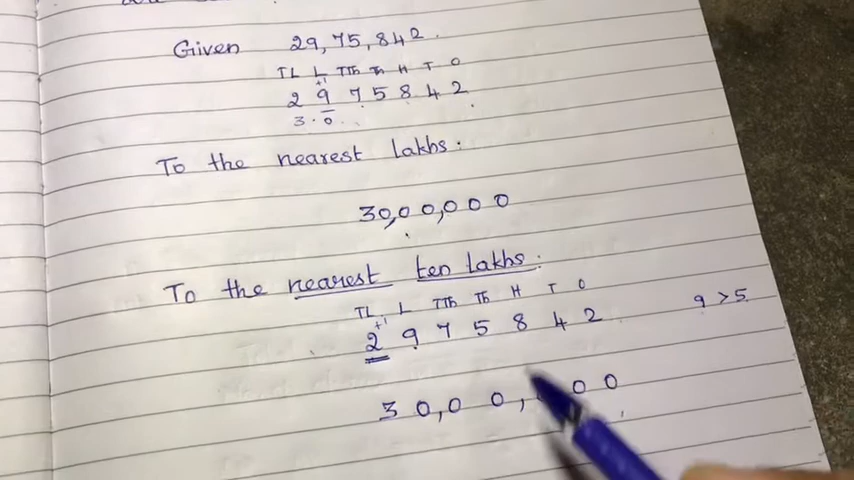 Given 29,75,842.
TL L TTh Th H T O
+1
2 9 7 5 8 4 2
3 0
To the nearest lakhs.
30,00,000
To the nearest ten lakhs.
TL L TTh Th H T O
+1
2 9 7 5 8 4 2 9 > 5
3 0,0 0, 0 0